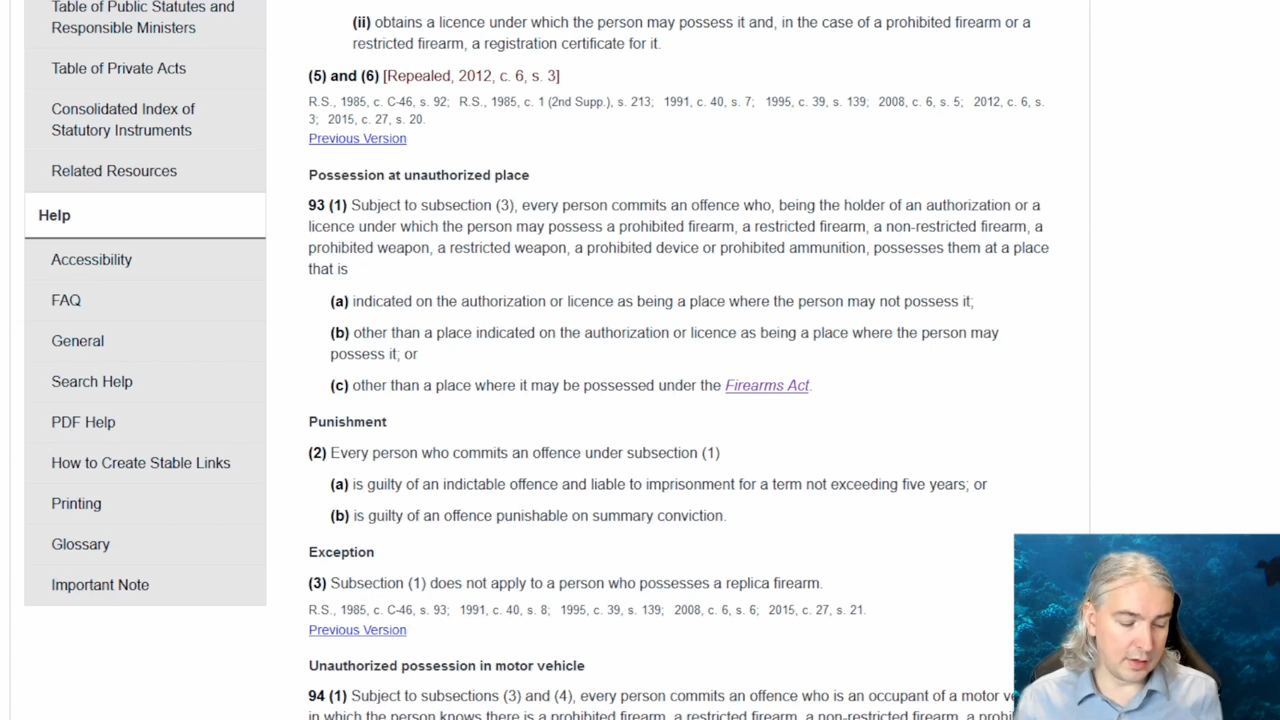 Table of Public Statutes and
Responsible Ministers
Table of Private Acts
Consolidated Index of
Statutory Instruments
Related Resources
Help
Accessibility
FAQ
General
Search Help
PDF Help
How to Create Stable Links
Printing
Glossary
Important Note
(ii) obtains a licence under which the person may possess it and, in the case of a prohibited firearm or a
restricted firearm, a registration certificate for it.
(5) and (6) [Repealed, 2012, c. 6, s. 3]
R.S., 1985, c. C-46, s. 92; R.S., 1985, c. 1 (2nd Supp.), s. 213; 1991, c. 40, s. 7; 1995, c. 39, s. 139; 2008, c. 6, s. 5; 2012, c. 6, s.
3; 2015, c. 27, s. 20.
Previous Version
Possession at unauthorized place
93 (1) Subject to subsection (3), every person commits an offence who, being the holder of an authorization or a
licence under which the person may possess a prohibited firearm, a restricted firearm, a non-restricted firearm, a
prohibited weapon, a restricted weapon, a prohibited device or prohibited ammunition, possesses them at a place
that is
(a) indicated on the authorization or licence as being a place where the person may not possess it;
(b) other than a place indicated on the authorization or licence as being a place where the person may
possess it; or
(c) other than a place where it may be possessed under the Firearms Act.
Punishment
(2) Every person who commits an offence under subsection (1)
(a) is guilty of an indictable offence and liable to imprisonment for a term not exceeding five years; or
(b) is guilty of an offence punishable on summary conviction.
Exception
(3) Subsection (1) does not apply to a person who possesses a replica firearm.
R.S., 1985, c. C-46, s. 93; 1991, c. 40, s. 8; 1995, c. 39, s. 139; 2008, c. 6, s. 6; 2015, c. 27, s. 21.
Previous Version
Unauthorized possession in motor vehicle
94 (1) Subject to subsections (3) and (4), every person commits an offence who is an occupant of a motor
in which the person knows there is a prohibited firearm, a restricted firearm, a non-restricted firearm, a